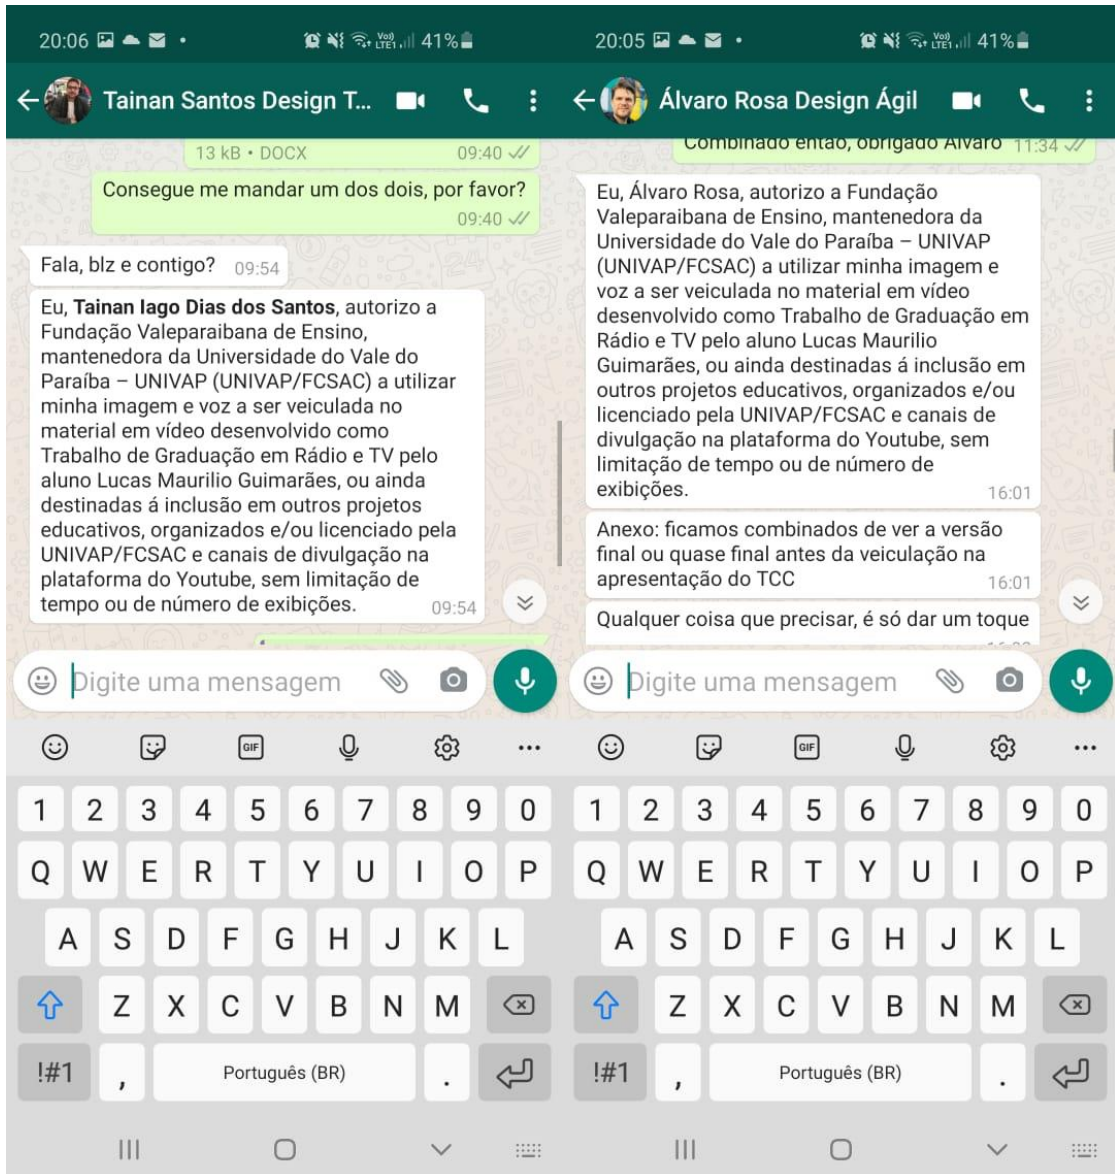 20:06
41%
Tainan Santos Design T...
13 kB • DOCX
09:40
Consegue me mandar um dos dois, por favor?
09:40
Fala, blz e contigo? 09:54
Eu, Tainan Iago Dias dos Santos, autorizo a
Fundação Valeparaibana de Ensino,
mantenedora da Universidade do Vale do
Paraíba – UNIVAP (UNIVAP/FCSAC) a utilizar
minha imagem e voz a ser veiculada no
material em vídeo desenvolvido como
Trabalho de Graduação em Rádio e TV pelo
aluno Lucas Maurilio Guimarães, ou ainda
destinadas á inclusão em outros projetos
educativos, organizados e/ou licenciado pela
UNIVAP/FCSAC e canais de divulgação na
plataforma do Youtube, sem limitação de
tempo ou de número de exibições. 09:54
Digite uma mensagem
GIF
1 2 3 4 5 6 7 8 9 0
Q W E R T Y U I O P
A S D F G H J K L
Z X C V B N M
!#1 , Português (BR) .
20:05
41%
Álvaro Rosa Design Ágil
Combinado então, obrigado Álvaro 11:34
Eu, Álvaro Rosa, autorizo a Fundação
Valeparaibana de Ensino, mantenedora da
Universidade do Vale do Paraíba – UNIVAP
(UNIVAP/FCSAC) a utilizar minha imagem e
voz a ser veiculada no material em vídeo
desenvolvido como Trabalho de Graduação em
Rádio e TV pelo aluno Lucas Maurilio
Guimarães, ou ainda destinadas á inclusão em
outros projetos educativos, organizados e/ou
licenciado pela UNIVAP/FCSAC e canais de
divulgação na plataforma do Youtube, sem
limitação de tempo ou de número de
exibições. 16:01
Anexo: ficamos combinados de ver a versão
final ou quase final antes da veiculação na
apresentação do TCC 16:01
Qualquer coisa que precisar, é só dar um toque
Digite uma mensagem
GIF
1 2 3 4 5 6 7 8 9 0
Q W E R T Y U I O P
A S D F G H J K L
Z X C V B N M
!#1 , Português (BR) .